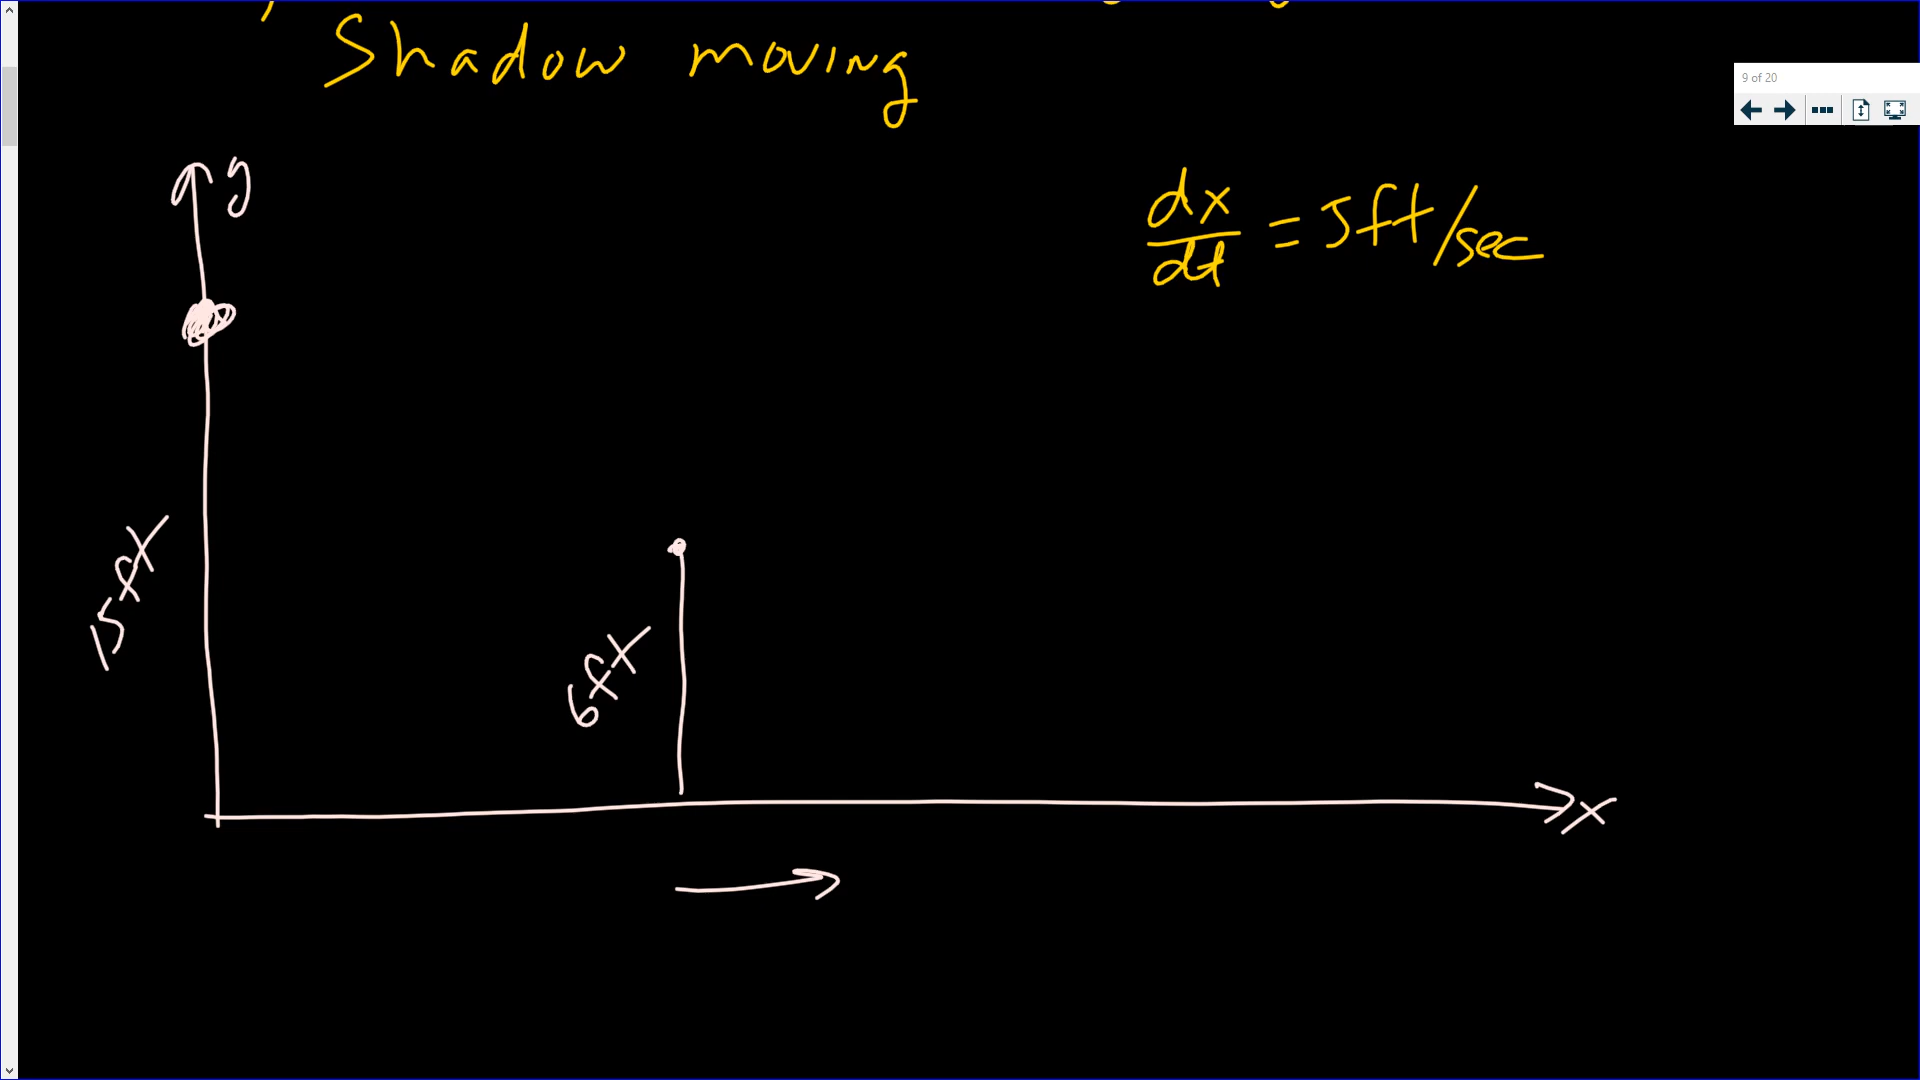 Shadow moving
9 of 20
y
dx/dt = 5ft/sec
15ft
6ft
x